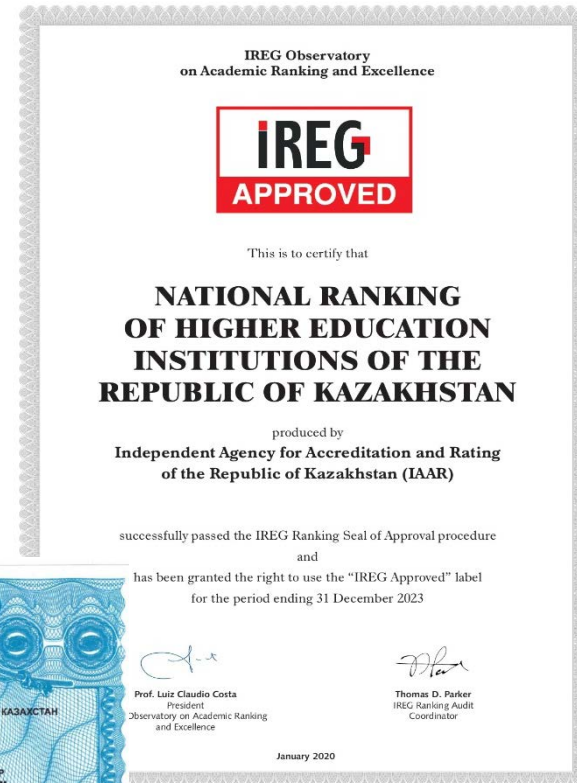 IREG Observatory
on Academic Ranking and Excellence
iREG
APPROVED
This is to certify that
NATIONAL RANKING
OF HIGHER EDUCATION
INSTITUTIONS OF THE
REPUBLIC OF KAZAKHSTAN
produced by
Independent Agency for Accreditation and Rating
of the Republic of Kazakhstan (IAAR)
successfully passed the IREG Ranking Seal of Approval procedure
and
has been granted the right to use the “IREG Approved” label
for the period ending 31 December 2023
Prof. Luiz Claudio Costa
President
Observatory on Academic Ranking
and Excellence
Thomas D. Parker
IREG Ranking Audit
Coordinator
January 2020
КАЗАХСТАН